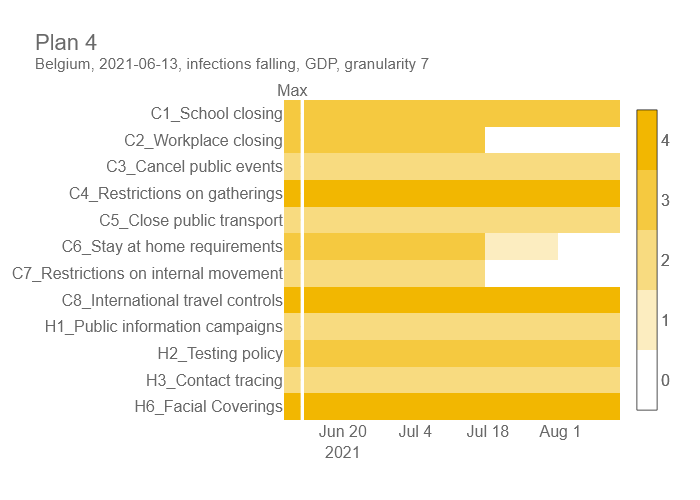 Plan 4
Belgium, 2021-06-13, infections falling, GDP, granularity 7
Max
C1_School closing
C2_Workplace closing
C3_Cancel public events
C4_Restrictions on gatherings
C5_Close public transport
C6_Stay at home requirements
C7_Restrictions on internal movement
C8_International travel controls
H1_Public information campaigns
H2_Testing policy
H3_Contact tracing
H6_Facial Coverings
Jun 20
Jul 4
Jul 18
Aug 1
2021
4
3
2
1
0